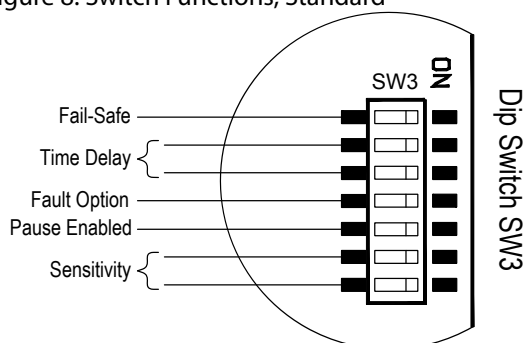 Figure 8. Switch Functions, Standard
SW3
ON
Fail-Safe
Time Delay
Fault Option
Pause Enabled
Sensitivity
Dip Switch SW3